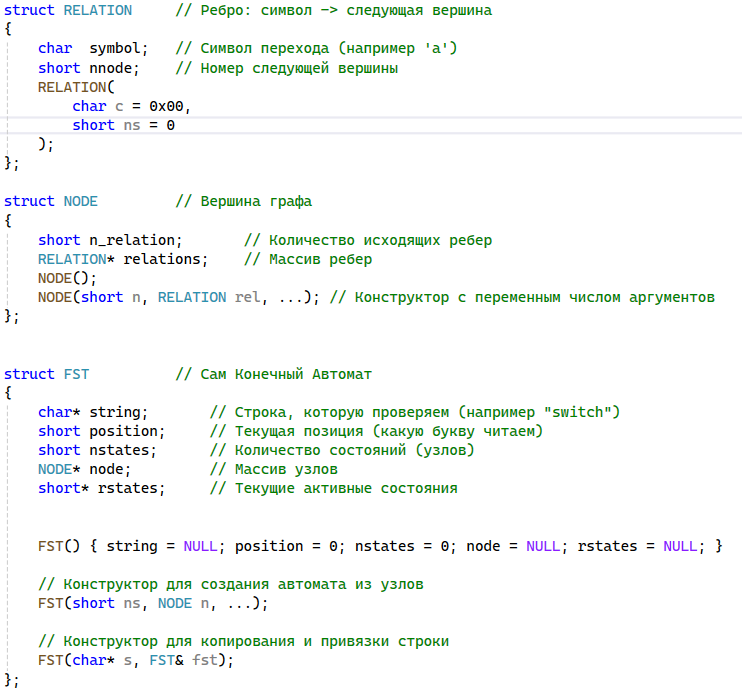 struct RELATION     // Ребро: символ -> следующая вершина
{
    char  symbol;   // Символ перехода (например 'a')
    short nnode;    // Номер следующей вершины
    RELATION(
        char c = 0x00,
        short ns = 0
    );
};
struct NODE         // Вершина графа
{
    short n_relation;       // Количество исходящих ребер
    RELATION* relations;    // Массив ребер
    NODE();
    NODE(short n, RELATION rel, ...); // Конструктор с переменным числом аргументов
};
struct FST          // Сам Конечный Автомат
{
    char* string;       // Строка, которую проверяем (например "switch")
    short position;     // Текущая позиция (какую букву читаем)
    short nstates;      // Количество состояний (узлов)
    NODE* node;         // Массив узлов
    short* rstates;     // Текущие активные состояния
    FST() { string = NULL; position = 0; nstates = 0; node = NULL; rstates = NULL; }
    // Конструктор для создания автомата из узлов
    FST(short ns, NODE n, ...);
    // Конструктор для копирования и привязки строки
    FST(char* s, FST& fst);
};